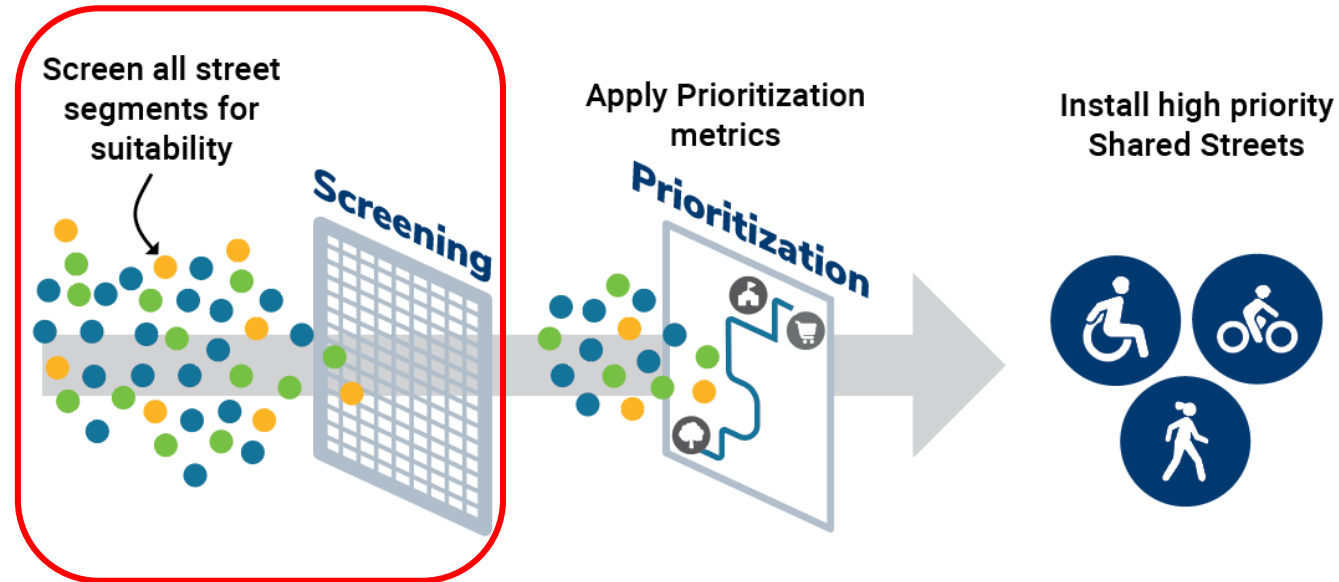 Screen all street
segments for
suitability
Screening
Apply Prioritization
metrics
Prioritization
Install high priority
Shared Streets